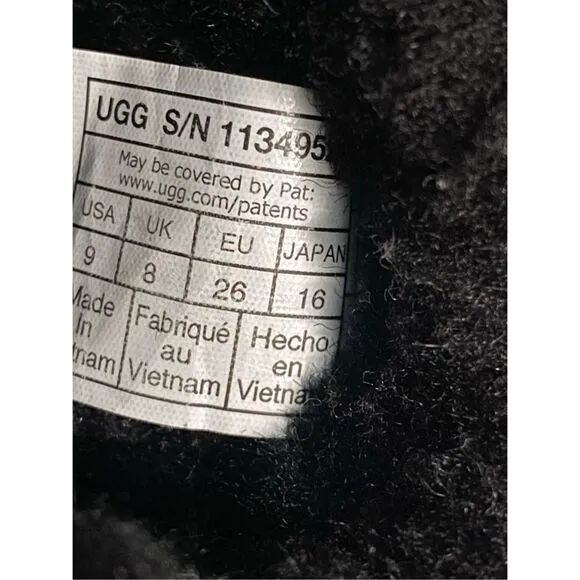 UGG S/N 113495
May be covered by Pat:
www.ugg.com/patents
USA UK EU JAPAN
9 8 26 16
Made Fabriqué Hecho
In au en
Vietnam